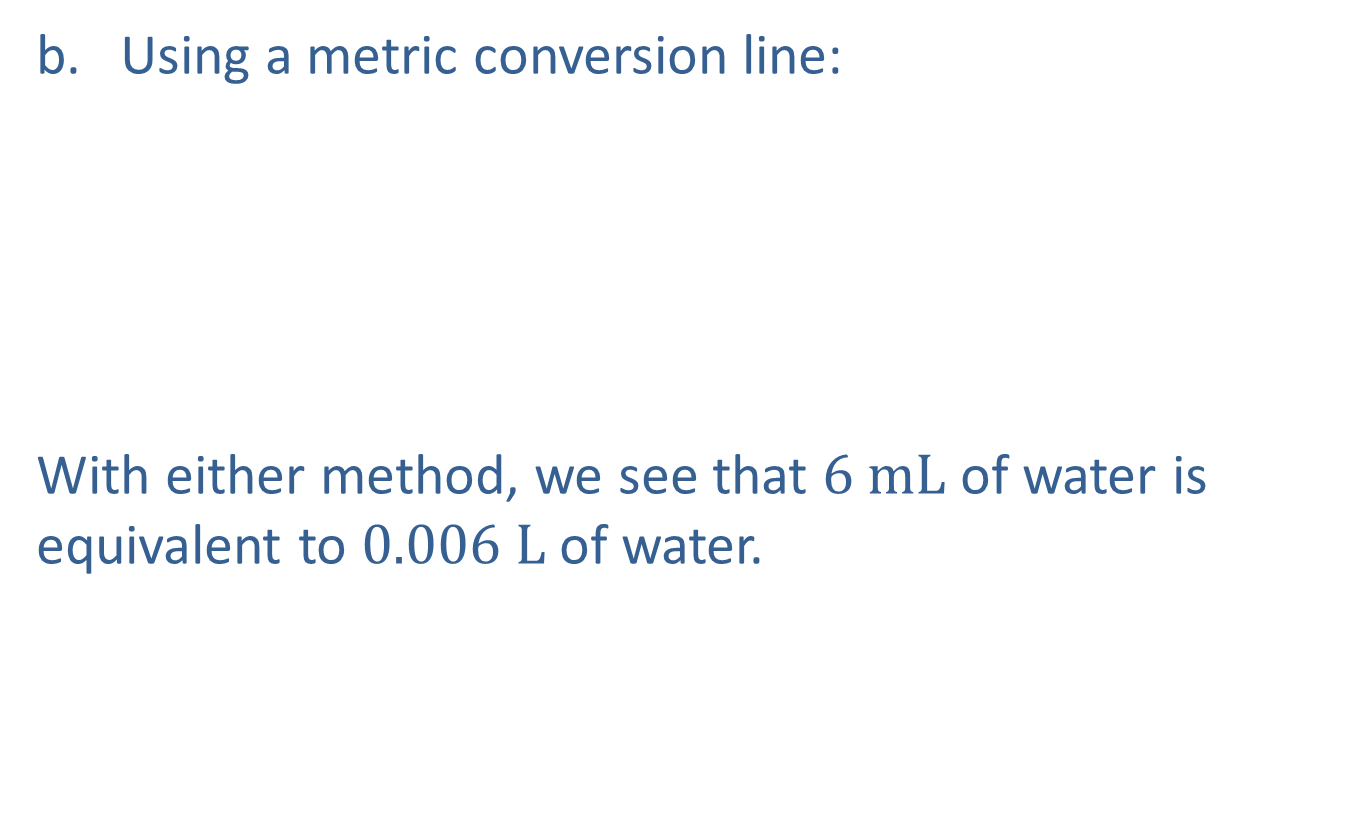 b. Using a metric conversion line:
With either method, we see that 6 mL of water is
equivalent to 0.006 L of water.